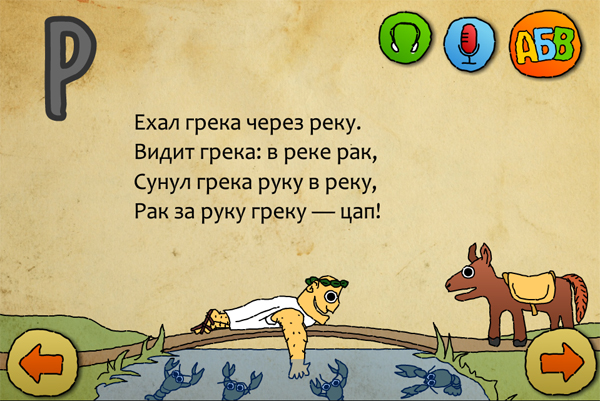 Р
АБВ
Ехал грека через реку.
Видит грека: в реке рак,
Сунул грека руку в реку,
Рак за руку греку — цап!